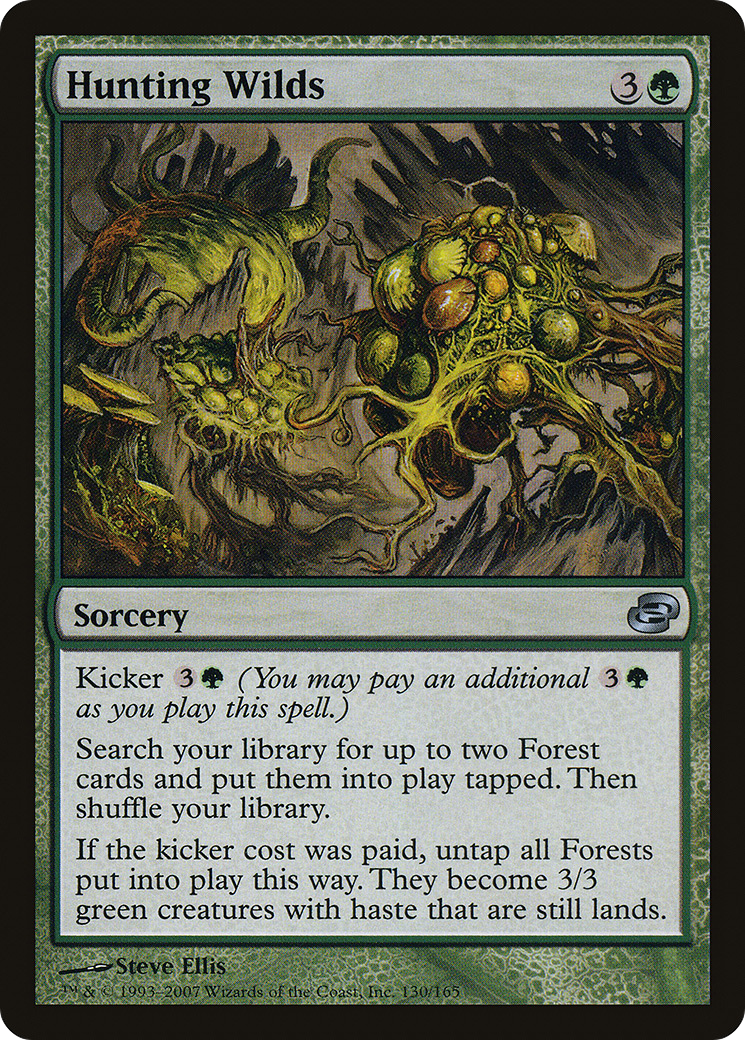 Hunting Wilds 3
Sorcery
Kicker 3 (You may pay an additional 3
as you play this spell.)
Search your library for up to two Forest
cards and put them into play tapped. Then
shuffle your library.
If the kicker cost was paid, untap all Forests
put into play this way. They become 3/3
green creatures with haste that are still lands.
Steve Ellis
™ & © 1993–2007 Wizards of the Coast, Inc. 130/165